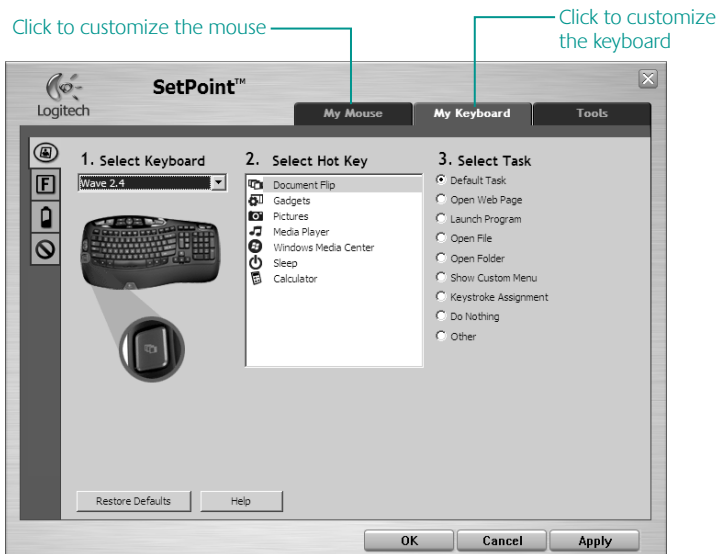 Click to customize the mouse
Click to customize
the keyboard
Logitech
SetPoint™
My Mouse
My Keyboard
Tools
1. Select Keyboard
2. Select Hot Key
3. Select Task
Wave 2.4
Document Flip
Gadgets
Pictures
Media Player
Windows Media Center
Sleep
Calculator
Default Task
Open Web Page
Launch Program
Open File
Open Folder
Show Custom Menu
Keystroke Assignment
Do Nothing
Other
F
Restore Defaults
Help
OK
Cancel
Apply